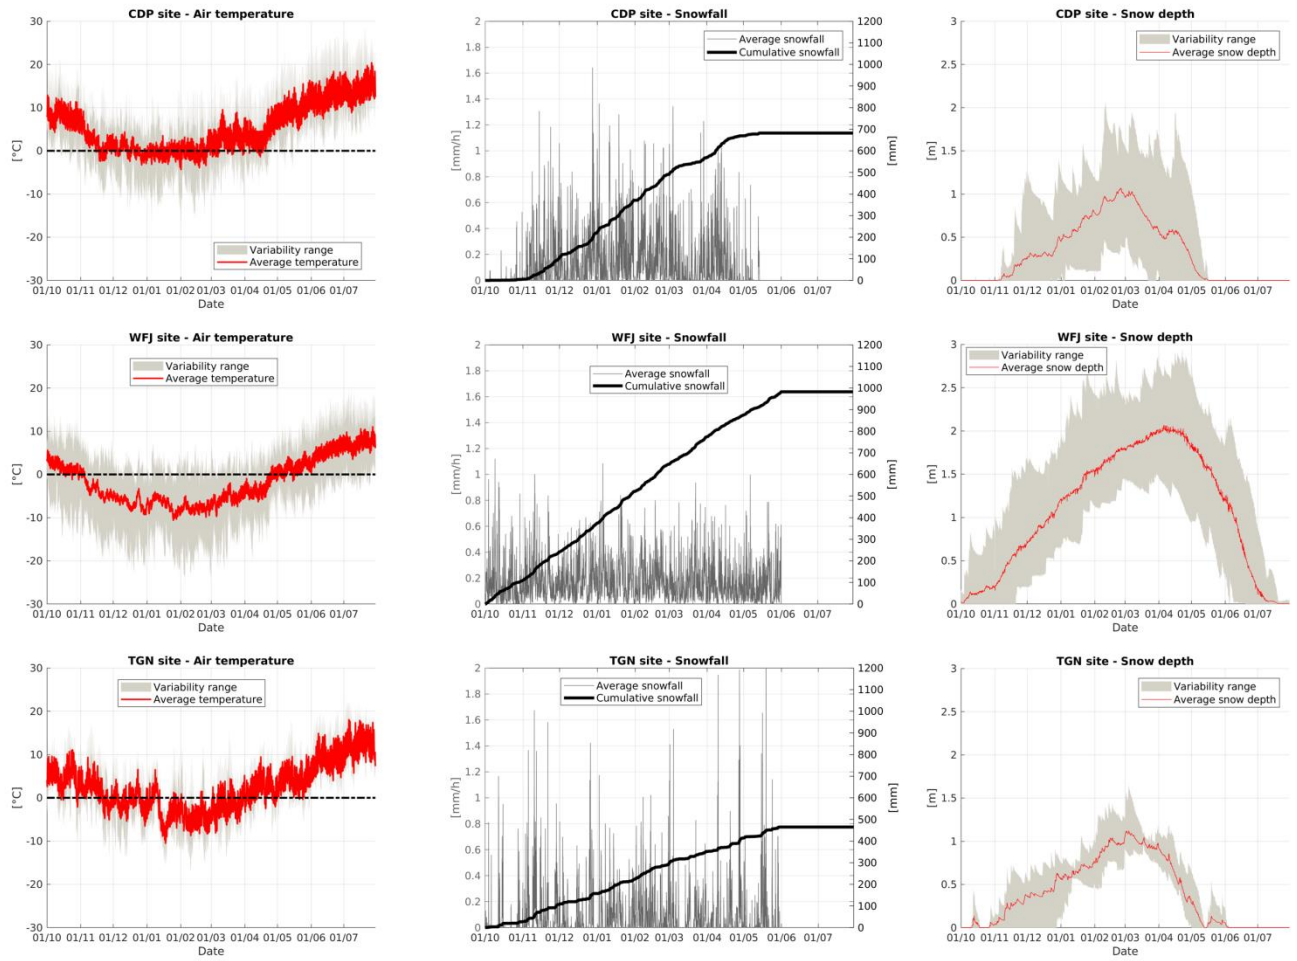 CDP site - Air temperature
30
20
10
0
-10
-20
30
[°C]
Variability range
Average temperature
01/10 01/11 01/12 01/01 01/02 01/03 01/04 01/05 01/06 01/07
Date
CDP site - Snowfall
2
1.8
1.6
1.4
1.2
1
0.8
0.6
0.4
0.2
0
[mm/h]
Average snowfall
Cumulative snowfall
1200
1100
1000
900
800
700
600
500
400
300
200
100
0
[mm]
01/10 01/11 01/12 01/01 01/02 01/03 01/04 01/05 01/06 01/07
CDP site - Snow depth
3
2.5
2
1.5
1
0.5
0
[m]
Variability range
Average snow depth
01/10 01/11 01/12 01/01 01/02 01/03 01/04 01/05 01/06 01/07
Date
WFJ site - Air temperature
30
20
10
0
-10
-20
-30
[°C]
Variability range
Average temperature
01/10 01/11 01/12 01/01 01/02 01/03 01/04 01/05 01/06 01/07
Date
WFJ site - Snowfall
2
1.8
1.6
1.4
1.2
1
0.8
0.6
0.4
0.2
0
[mm/h]
Average snowfall
Cumulative snowfall
1200
1100
1000
900
800
700
600
500
400
300
200
100
0
[mm]
01/10 01/11 01/12 01/01 01/02 01/03 01/04 01/05 01/06 01/07
WFJ site - Snow depth
3
2.5
2
1.5
1
0.5
0
[m]
Variability range
Average snow depth
01/10 01/11 01/12 01/01 01/02 01/03 01/04 01/05 01/06 01/07
Date
TGN site - Air temperature
30
20
10
0
-10
-20
-30
[°C]
Variability range
Average temperature
01/10 01/11 01/12 01/01 01/02 01/03 01/04 01/05 01/06 01/07
Date
TGN site - Snowfall
2
1.8
1.6
1.4
1.2
1
0.8
0.6
0.4
0.2
0
[mm/h]
Average snowfall
Cumulative snowfall
1200
1100
1000
900
800
700
600
500
400
300
200
100
0
[mm]
01/10 01/11 01/12 01/01 01/02 01/03 01/04 01/05 01/06 01/07
TGN site - Snow depth
3
2.5
2
1.5
1
0.5
0
[m]
Variability range
Average snow depth
01/10 01/11 01/12 01/01 01/02 01/03 01/04 01/05 01/06 01/07
Date